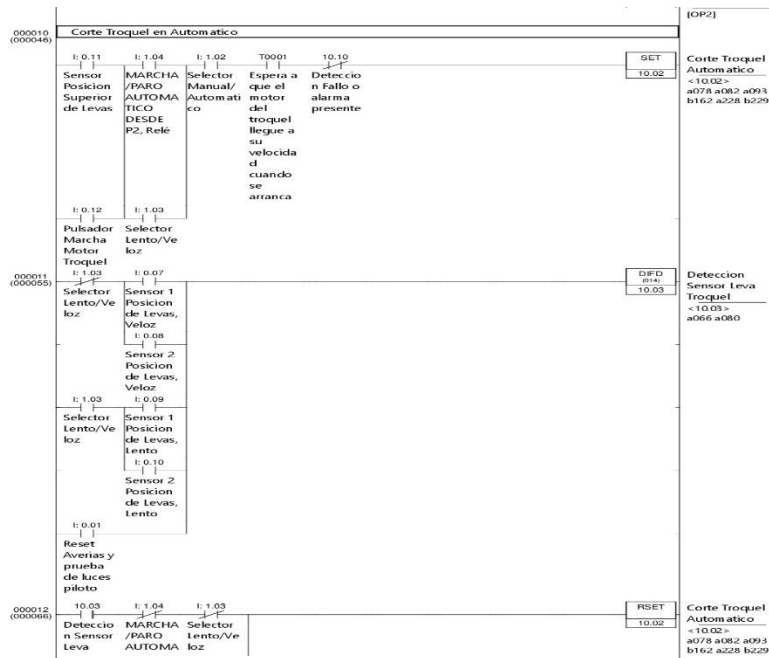 [OP2]
000010
(000046)
Corte Troquel en Automatico
I: 0.11
I: 1.04
I: 1.02
T0001
10.10
SET
10.02
Sensor
Posicion
Superior
de Levas
MARCHA
/PARO
AUTOMA
TICO
DESDE
P2, Relé
Selector
Manual/
Automati
co
Espera a
que el
motor
del
troquel
llegue a
su
velocida
d
cuando
se
arranca
Deteccio
n Fallo o
alarma
presente
Corte Troquel
Automatico
<10.02>
a078 a082 a093
b162 a228 b229
I: 0.12
I: 1.03
Pulsador
Marcha
Motor
Troquel
Selector
Lento/Ve
loz
000011
(000055)
I: 1.03
I: 0.07
DIFD
(014)
10.03
Selector
Lento/Ve
loz
Sensor 1
Posicion
de Levas,
Veloz
Deteccion
Sensor Leva
Troquel
<10.03>
a066 a080
I: 0.08
Sensor 2
Posicion
de Levas,
Veloz
I: 1.03
I: 0.09
Selector
Lento/Ve
loz
Sensor 1
Posicion
de Levas,
Lento
I: 0.10
Sensor 2
Posicion
de Levas,
Lento
I: 0.01
Reset
Averias y
prueba
de luces
piloto
000012
(000066)
10.03
I: 1.04
I: 1.03
RSET
10.02
Deteccio
n Sensor
Leva
MARCHA
/PARO
AUTOMA
Selector
Lento/Ve
loz
Corte Troquel
Automatico
<10.02>
a078 a082 a093
b162 a228 b229